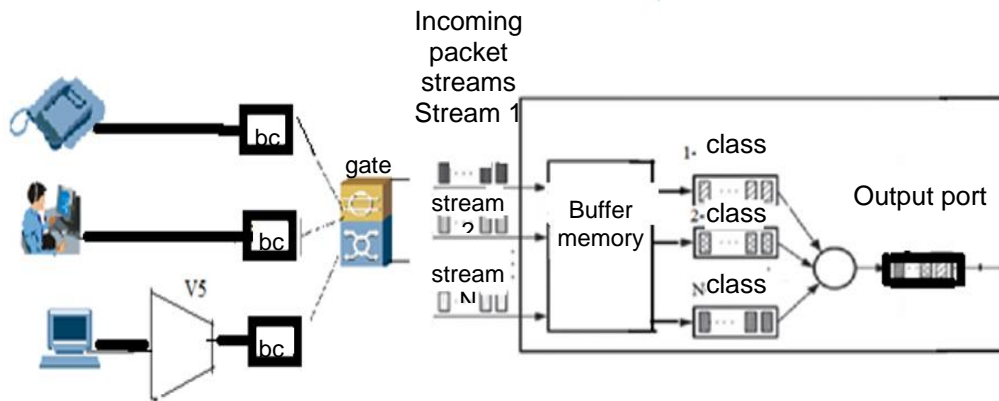 Incoming
packet
streams
Stream 1
bc
gate
bc
V5
bc
stream
2
stream
N
Buffer
memory
1- class
2-class
N class
Output port